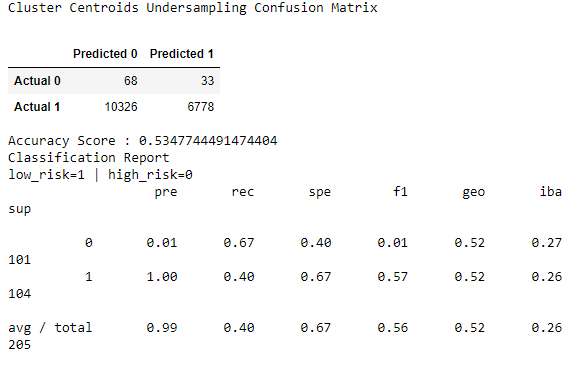 Cluster Centroids Undersampling Confusion Matrix
Predicted 0 Predicted 1
Actual 0 68 33
Actual 1 10326 6778
Accuracy Score : 0.5347744491474404
Classification Report
low_risk=1 | high_risk=0
pre rec spe f1 geo iba
sup
0 0.01 0.67 0.40 0.01 0.52 0.27
101
1 1.00 0.40 0.67 0.57 0.52 0.26
104
avg / total 0.99 0.40 0.67 0.56 0.52 0.26
205